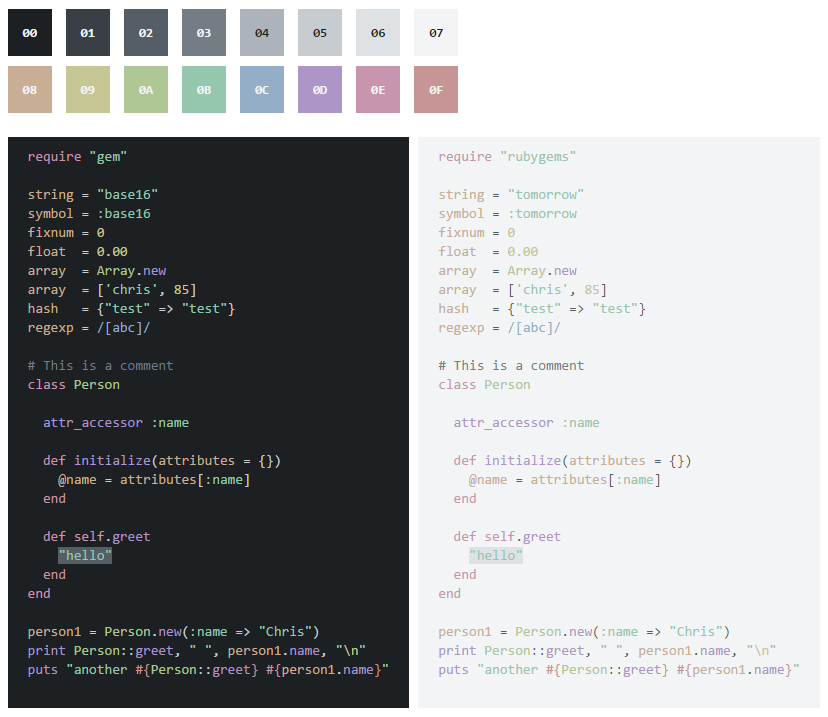 00 01 02 03 04 05 06 07
08 09 0A 0B 0C 0D 0E 0F
require "gem"
string = "base16"
symbol = :base16
fixnum = 0
float  = 0.00
array  = Array.new
array  = ['chris', 85]
hash   = {"test" => "test"}
regexp = /[abc]/
# This is a comment
class Person
  attr_accessor :name
  def initialize(attributes = {})
    @name = attributes[:name]
  end
  def self.greet
    "hello"
  end
end
person1 = Person.new(:name => "Chris")
print Person::greet, " ", person1.name, "\n"
puts "another #{Person::greet} #{person1.name}"
require "rubygems"
string = "tomorrow"
symbol = :tomorrow
fixnum = 0
float  = 0.00
array  = Array.new
array  = ['chris', 85]
hash   = {"test" => "test"}
regexp = /[abc]/
# This is a comment
class Person
  attr_accessor :name
  def initialize(attributes = {})
    @name = attributes[:name]
  end
  def self.greet
    "hello"
  end
end
person1 = Person.new(:name => "Chris")
print Person::greet, " ", person1.name, "\n"
puts "another #{Person::greet} #{person1.name}"